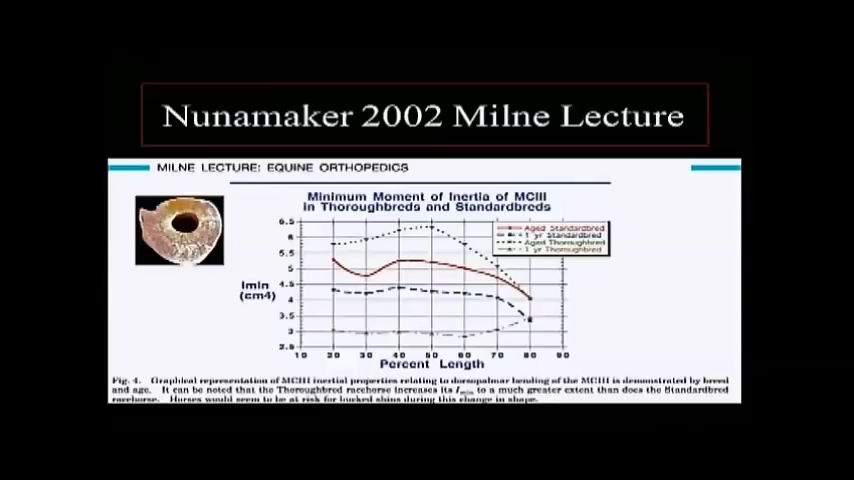 Nunamaker 2002 Milne Lecture
MILNE LECTURE: EQUINE ORTHOPEDICS
Minimum Moment of Inertia of MCIII
in Thoroughbreds and Standardbreds
6.5
6
5.5
5
4.5
4
3.5
3
2.5
Imin
(cm4)
Aged Standardbred
1 yr Standardbred
Aged Thoroughbred
1 yr Thoroughbred
10 20 30 40 50 60 70 80 90
Percent Length
Fig. 4. Graphical representation of MCIII inertial properties relating to dorsopalmar bending of the MCIII is demonstrated by breed
and age. It can be noted that the Thoroughbred racehorse increases its Imin to a much greater extent than does the Standardbred
racehorse. Horses would seem to be at risk for bucked shins during this change in shape.